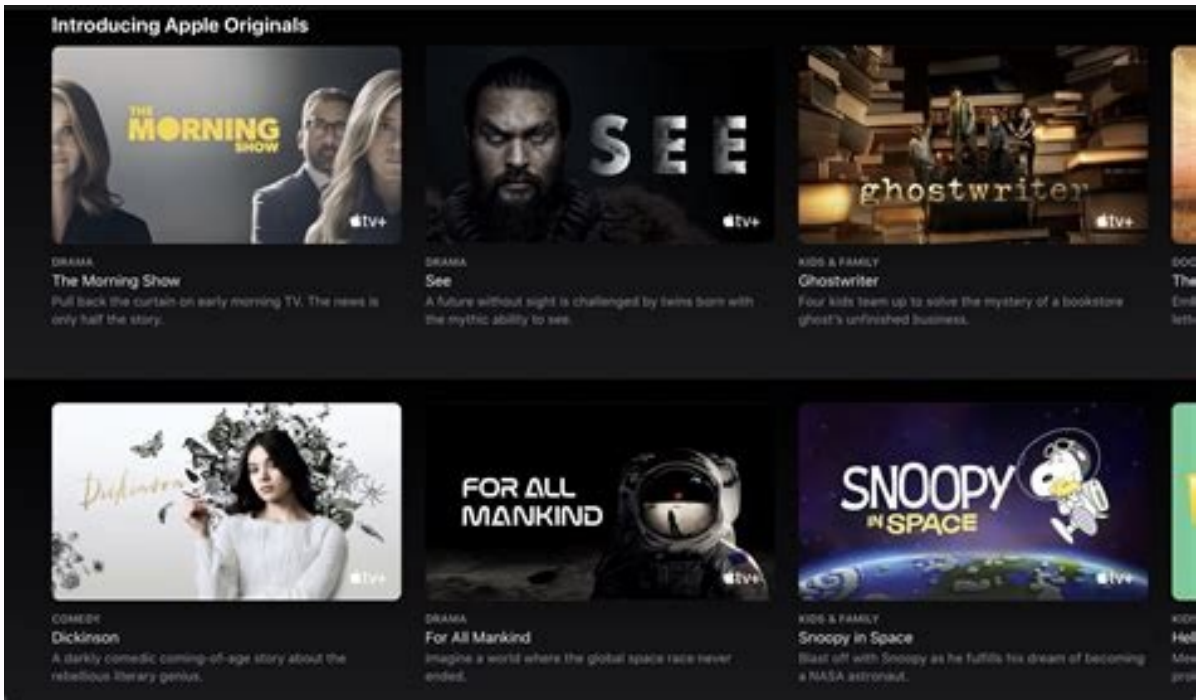 Introducing Apple Originals
THE
MORNING
SHOW
tv+
SEE
tv+
ghostwriter
tv+
DRAMA
The Morning Show
Pull back the curtain on early morning TV. The news is
only half the story.
DRAMA
See
A future without sight is challenged by twins born with
the mythic ability to see.
KIDS & FAMILY
Ghostwriter
Four kids team up to solve the mystery of a bookstore
ghost's unfinished business.
The
Dickinson
tv+
FOR ALL
MANKIND
tv+
SNOOPY
IN SPACE
tv+
COMEDY
Dickinson
A darkly comedic coming-of-age story about the
rebellious literary genius.
DRAMA
For All Mankind
Imagine a world where the global space race never
ended.
KIDS & FAMILY
Snoopy in Space
Blast off with Snoopy as he fulfills his dream of becoming
a NASA astronaut.
Hel